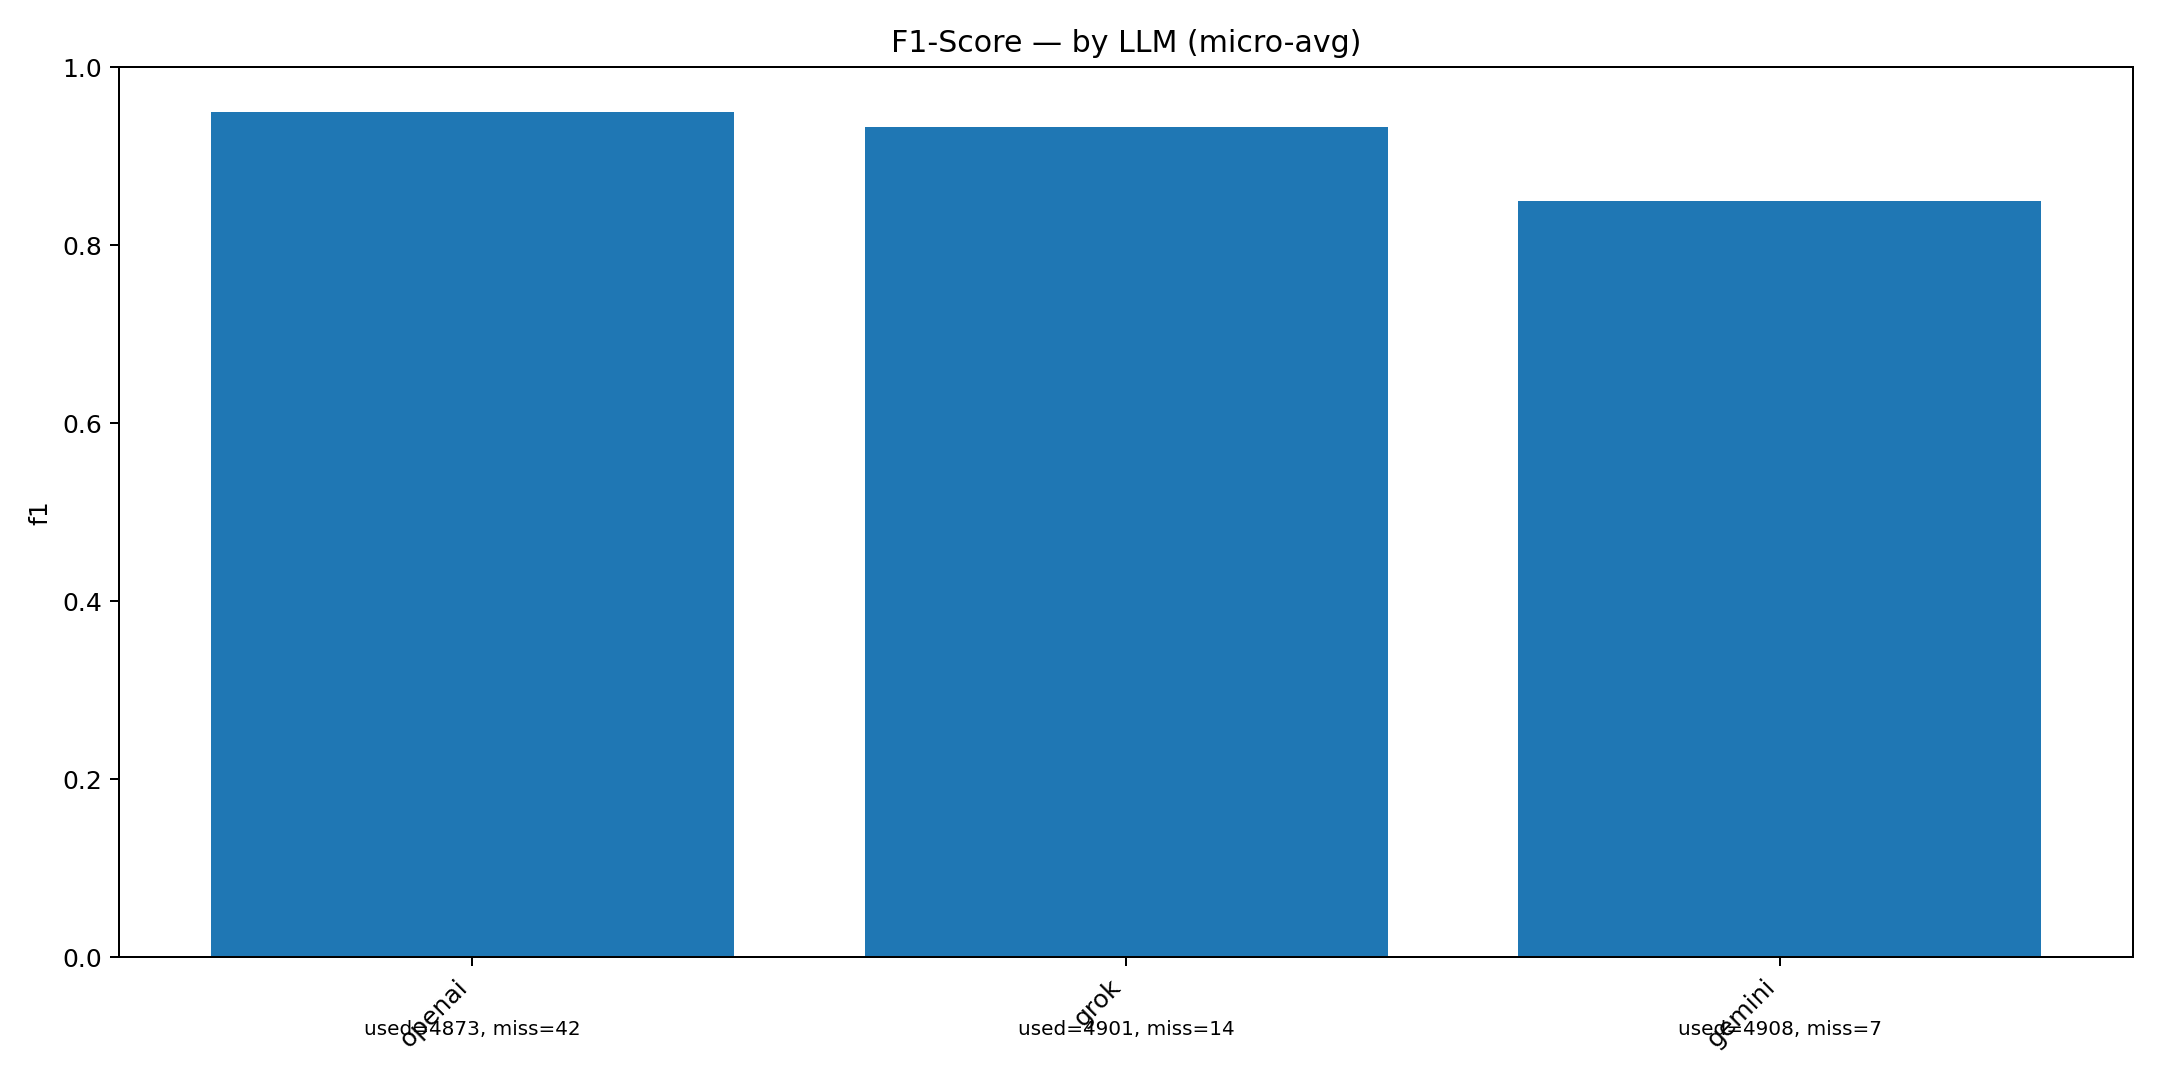 F1-Score — by LLM (micro-avg)
1.0
0.8
0.6
0.4
0.2
0.0
f1
openai
grok
gemini
used=4873, miss=42
used=4901, miss=14
used=4908, miss=7